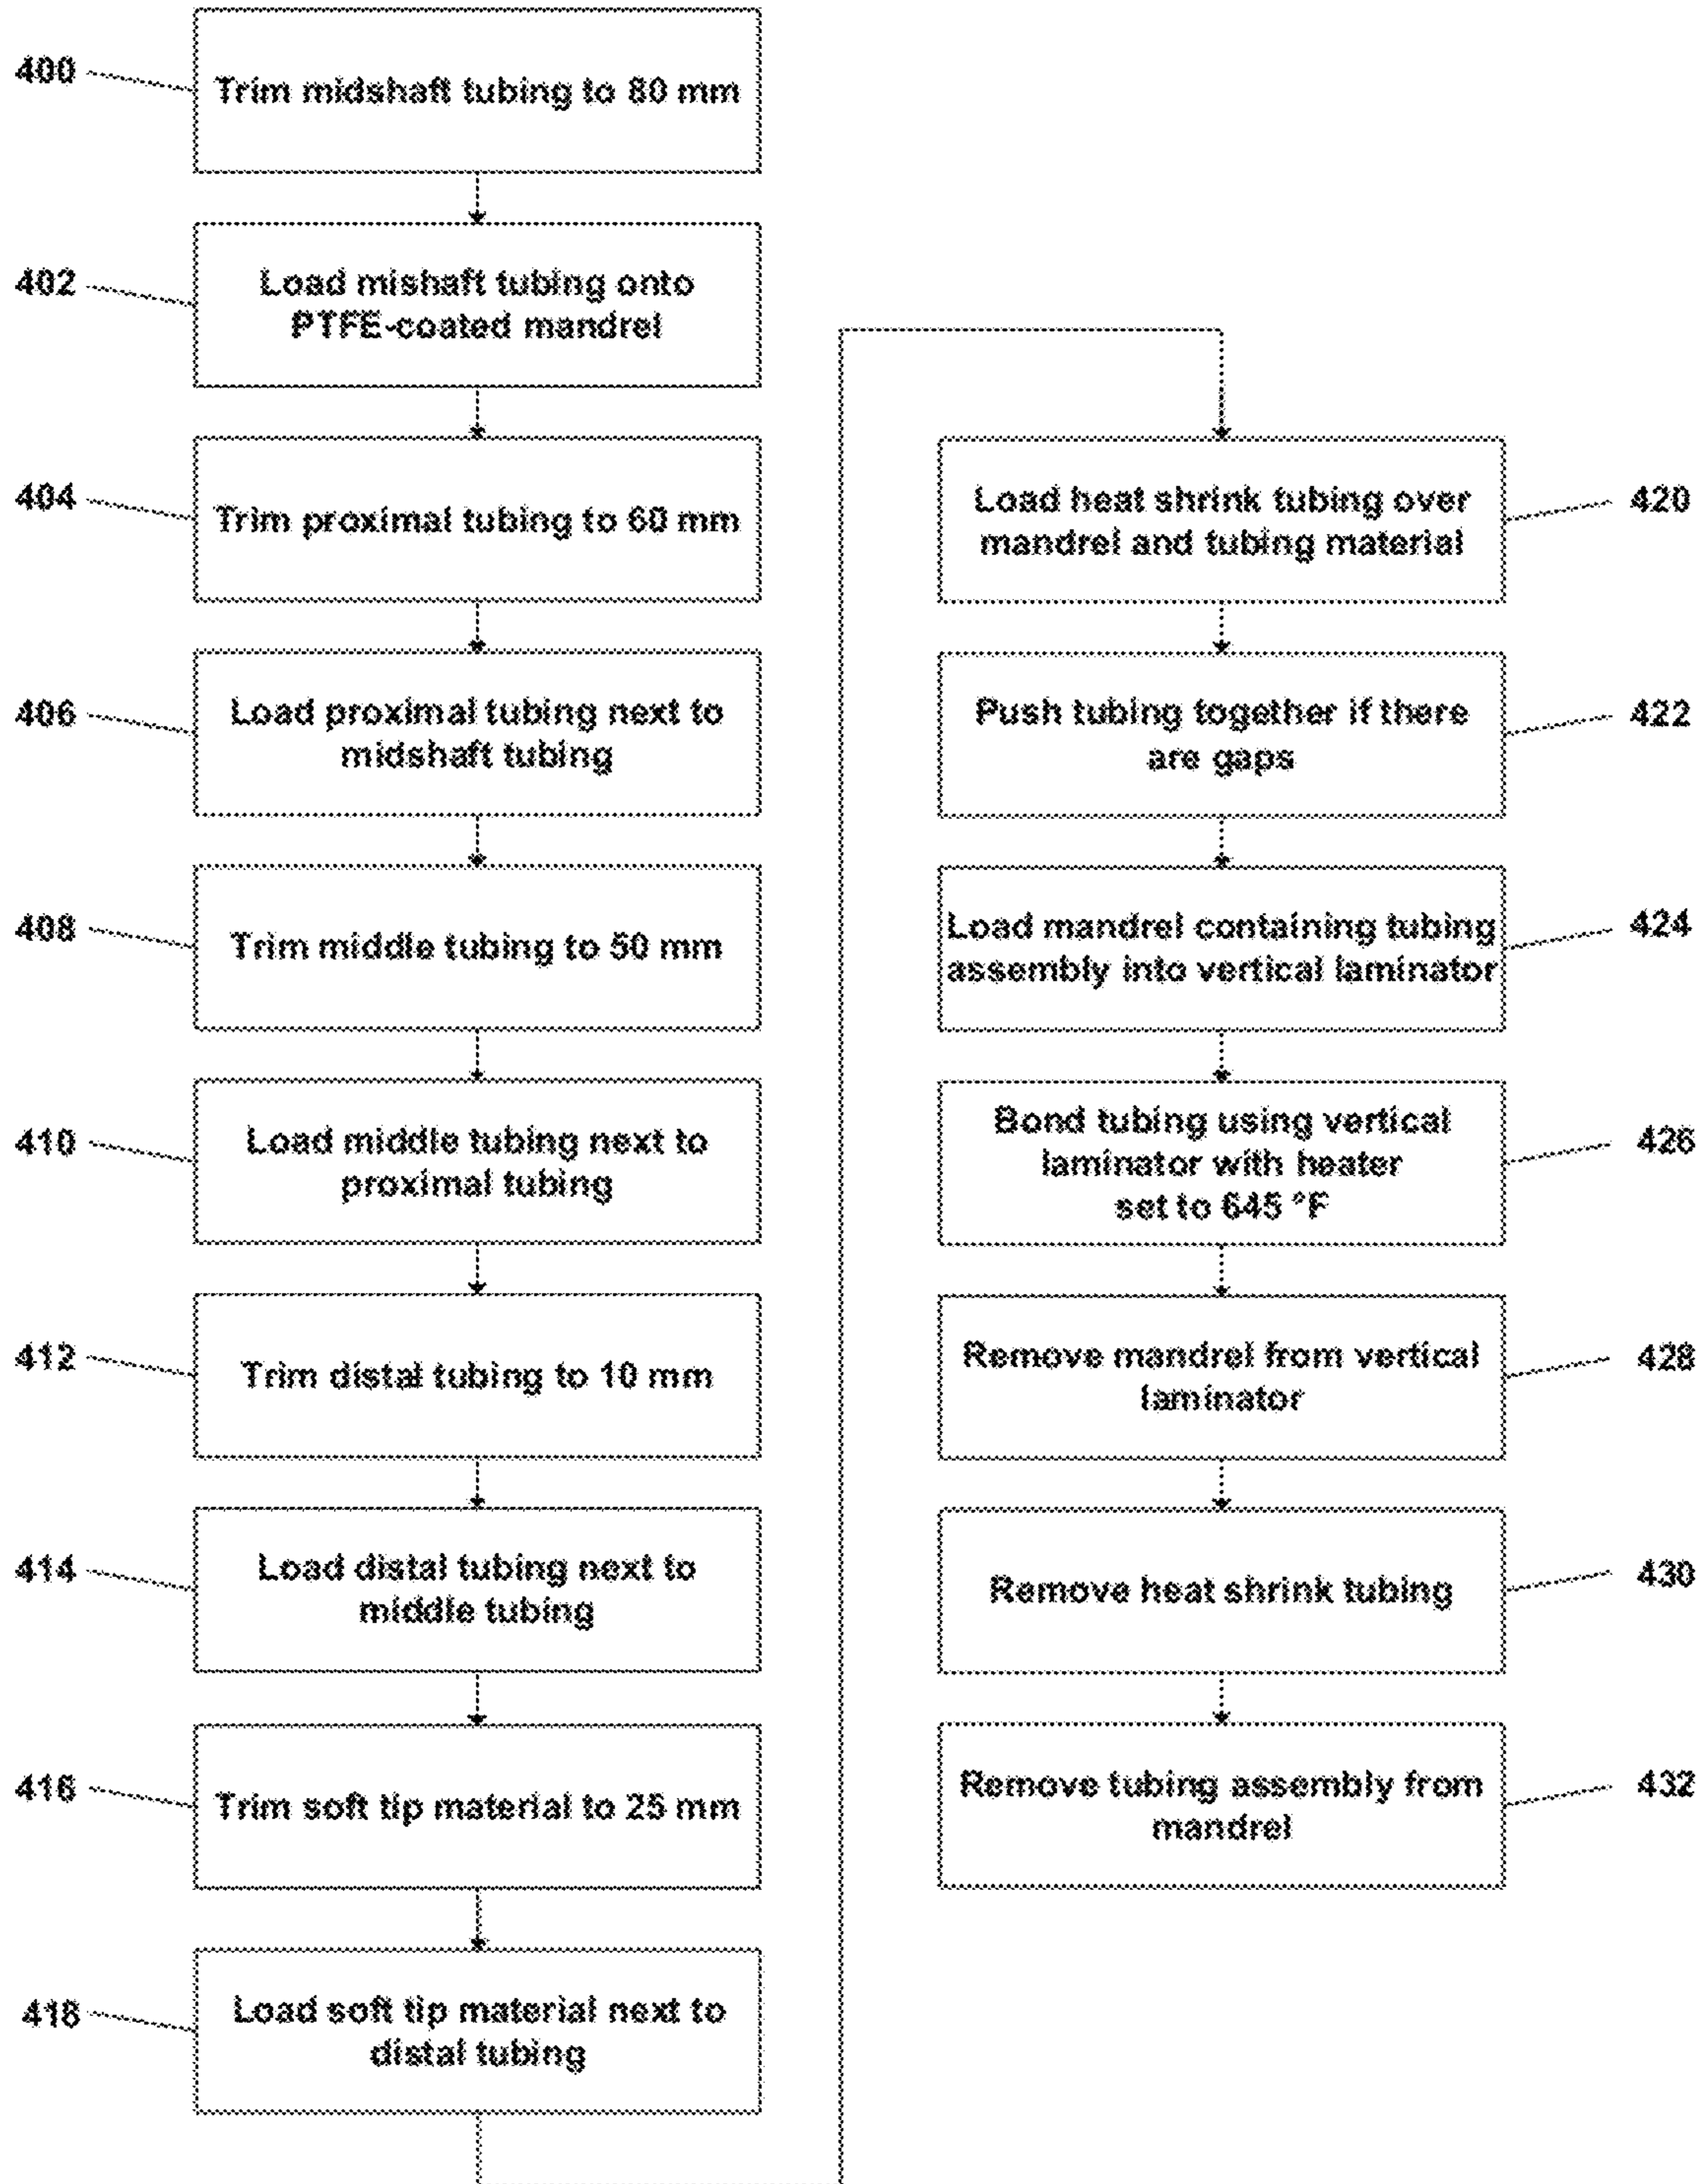 400
Trim midshaft tubing to 80 mm
402
Load mishaft tubing onto
PTFE-coated mandrel
404
Trim proximal tubing to 60 mm
406
Load proximal tubing next to
midshaft tubing
408
Trim middle tubing to 50 mm
410
Load middle tubing next to
proximal tubing
412
Trim distal tubing to 10 mm
414
Load distal tubing next to
middle tubing
416
Trim soft tip material to 25 mm
418
Load soft tip material next to
distal tubing
Load heat shrink tubing over
mandrel and tubing material
420
Push tubing together if there
are gaps
422
Load mandrel containing tubing
assembly into vertical laminator
424
Bond tubing using vertical
laminator with heater
set to 645 °F
426
Remove mandrel from vertical
laminator
428
Remove heat shrink tubing
430
Remove tubing assembly from
mandrel
432